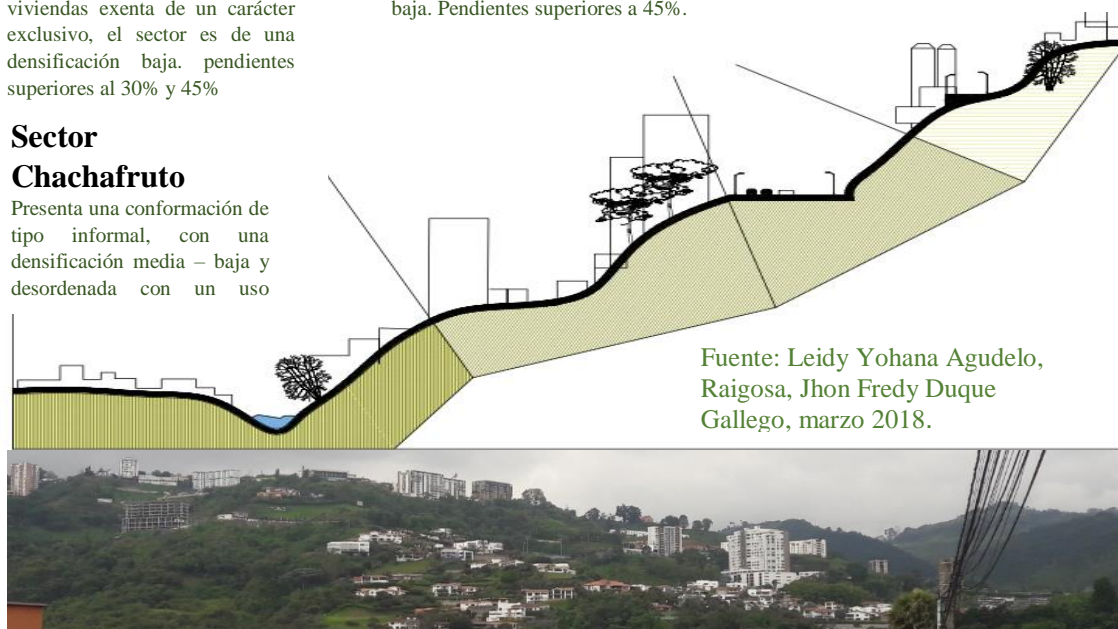 viviendas exenta de un carácter
exclusivo, el sector es de una
densificación baja. pendientes
superiores al 30% y 45%
baja. Pendientes superiores a 45%.
Sector
Chachafruto
Presenta una conformación de
tipo informal, con una
densificación media – baja y
desordenada con un uso
Fuente: Leidy Yohana Agudelo,
Raigosa, Jhon Fredy Duque
Gallego, marzo 2018.